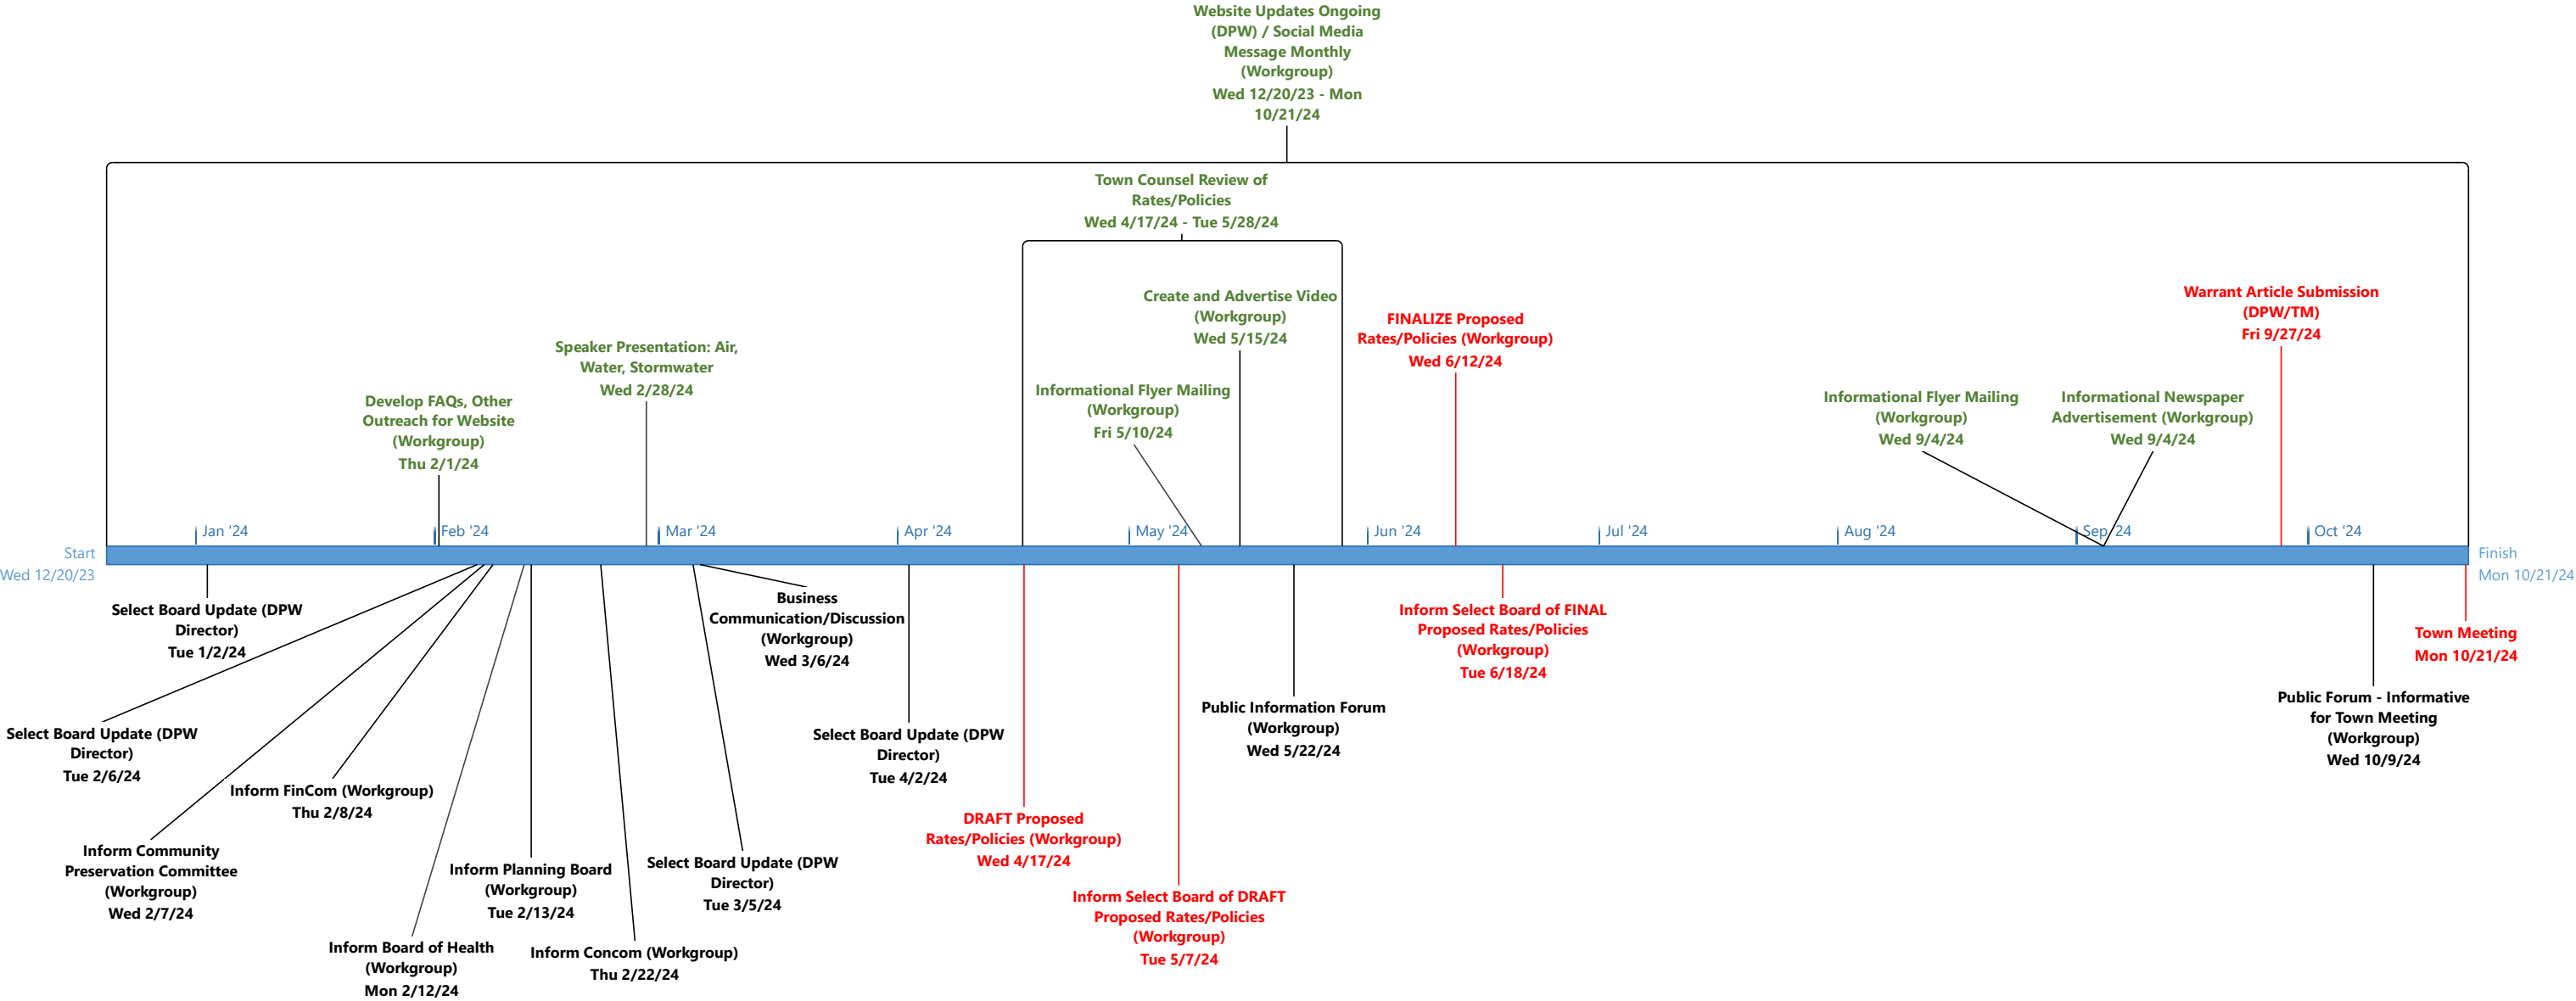 Website Updates Ongoing
(DPW) / Social Media
Message Monthly
(Workgroup)
Wed 12/20/23 - Mon
10/21/24
Town Counsel Review of
Rates/Policies
Wed 4/17/24 - Tue 5/28/24
Develop FAQs, Other
Outreach for Website
(Workgroup)
Thu 2/1/24
Speaker Presentation: Air,
Water, Stormwater
Wed 2/28/24
Informational Flyer Mailing
(Workgroup)
Fri 5/10/24
Create and Advertise Video
(Workgroup)
Wed 5/15/24
FINALIZE Proposed
Rates/Policies (Workgroup)
Wed 6/12/24
Informational Flyer Mailing
(Workgroup)
Wed 9/4/24
Informational Newspaper
Advertisement (Workgroup)
Wed 9/4/24
Warrant Article Submission
(DPW/TM)
Fri 9/27/24
Jan '24
Feb '24
Mar '24
Apr '24
May '24
Jun '24
Jul '24
Aug '24
Sep '24
Oct '24
Start
Wed 12/20/23
Finish
Mon 10/21/24
Select Board Update (DPW
Director)
Tue 1/2/24
Select Board Update (DPW
Director)
Tue 2/6/24
Inform Community
Preservation Committee
(Workgroup)
Wed 2/7/24
Inform FinCom (Workgroup)
Thu 2/8/24
Inform Board of Health
(Workgroup)
Mon 2/12/24
Inform Planning Board
(Workgroup)
Tue 2/13/24
Inform Concom (Workgroup)
Thu 2/22/24
Select Board Update (DPW
Director)
Tue 3/5/24
Business
Communication/Discussion
(Workgroup)
Wed 3/6/24
Select Board Update (DPW
Director)
Tue 4/2/24
DRAFT Proposed
Rates/Policies (Workgroup)
Wed 4/17/24
Inform Select Board of DRAFT
Proposed Rates/Policies
(Workgroup)
Tue 5/7/24
Public Information Forum
(Workgroup)
Wed 5/22/24
Inform Select Board of FINAL
Proposed Rates/Policies
(Workgroup)
Tue 6/18/24
Public Forum - Informative
for Town Meeting
(Workgroup)
Wed 10/9/24
Town Meeting
Mon 10/21/24